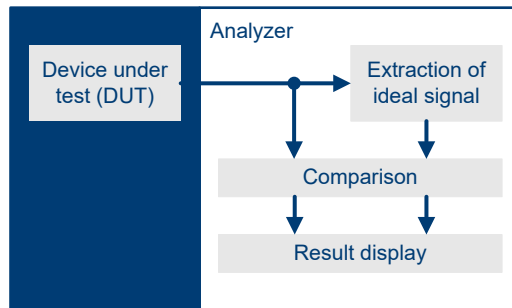 Analyzer
Device under
test (DUT)
Extraction of
ideal signal
Comparison
Result display